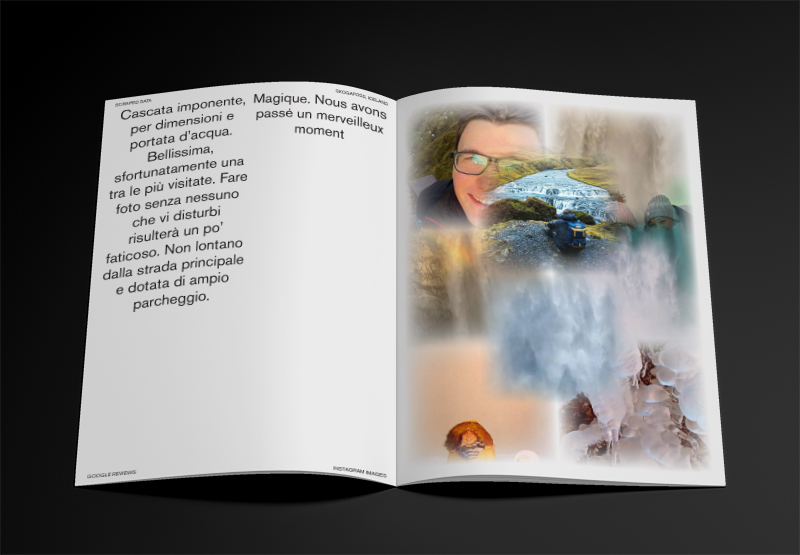 SCRAPED DATA
SKOGAFOSS, ICELAND
Cascata imponente,
per dimensioni e
portata d'acqua.
Bellissima,
sfortunatamente una
tra le più visitate. Fare
foto senza nessuno
che vi disturbi
risulterà un po'
faticoso. Non lontano
dalla strada principale
e dotata di ampio
parcheggio.
Magique. Nous avons
passé un merveilleux
moment
GOOGLE REVIEWS
INSTAGRAM IMAGES